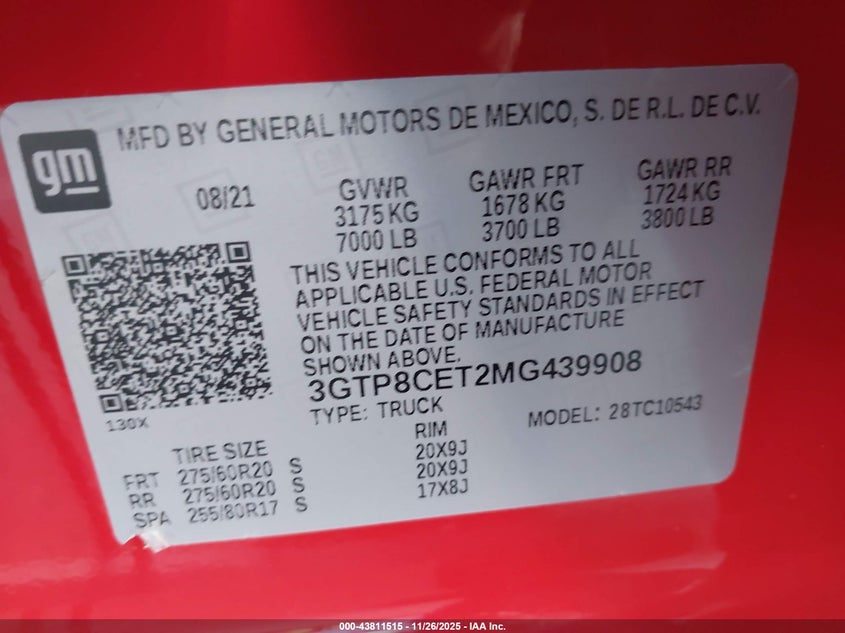 gm
MFD BY GENERAL MOTORS DE MEXICO, S. DE R.L. DE C.V.
08/21
GVWR
3175 KG
7000 LB
GAWR FRT
1678 KG
3700 LB
GAWR RR
1724 KG
3800 LB
THIS VEHICLE CONFORMS TO ALL
APPLICABLE U.S. FEDERAL MOTOR
VEHICLE SAFETY STANDARDS IN EFFECT
ON THE DATE OF MANUFACTURE
SHOWN ABOVE.
3GTP8CET2MG439908
TYPE: TRUCK
MODEL: 28TC10543
130X
TIRE SIZE RIM
FRT 275/60R20 S 20X9J
RR 275/60R20 S 20X9J
SPA 255/80R17 S 17X8J
000-43811515 - 11/26/2025 - IAA Inc.